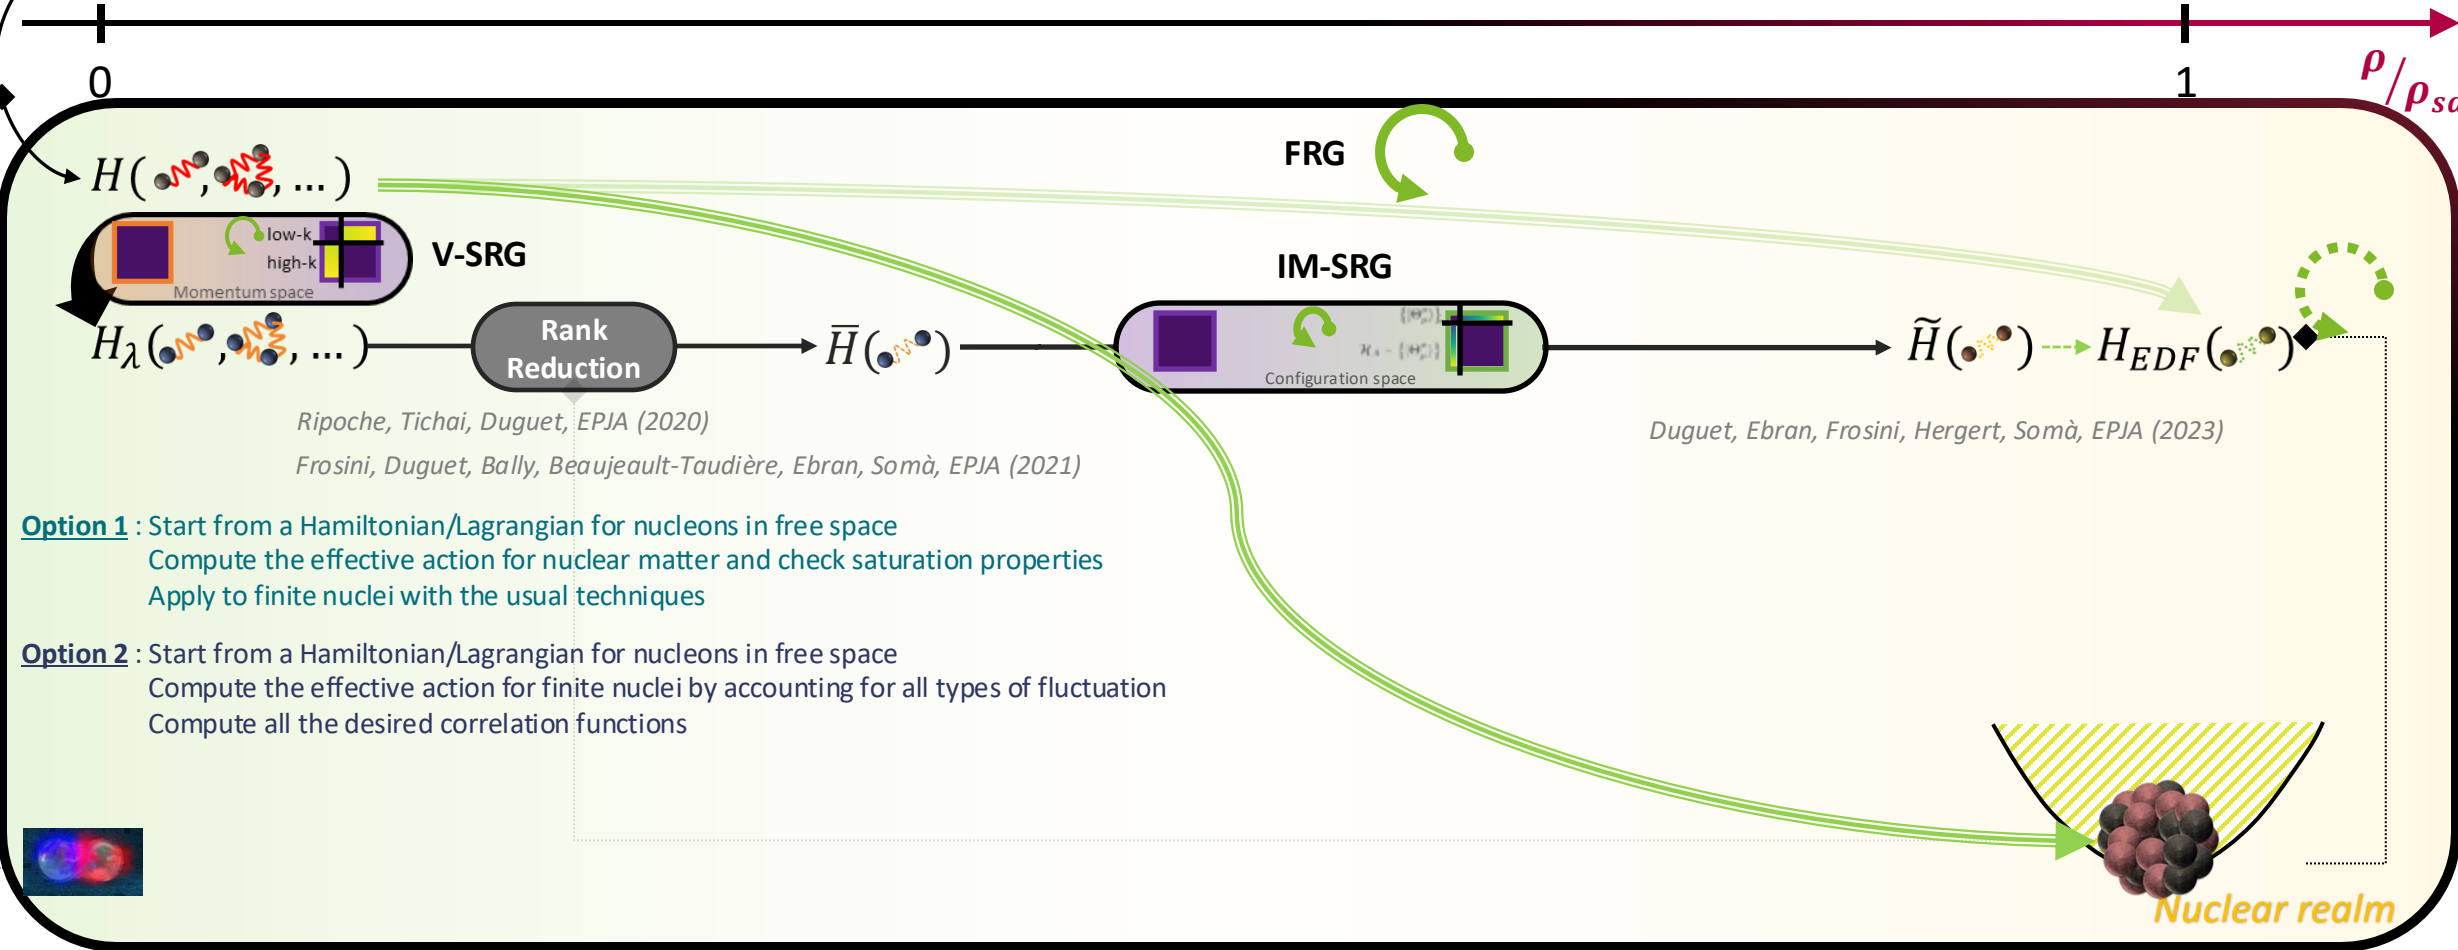 0
1
ρ/ρ
FRG
H( , , ... )
low-k
high-k
Momentum space
V-SRG
IM-SRG
Configuration space
H_λ( , , ... )
Rank
Reduction
H̅( )
H̃( )
H_EDF( )
Ripoche, Tichai, Duguet, EPJA (2020)
Frosini, Duguet, Bally, Beaujeault-Taudière, Ebran, Somà, EPJA (2021)
Duguet, Ebran, Frosini, Hergert, Somà, EPJA (2023)
Option 1 : Start from a Hamiltonian/Lagrangian for nucleons in free space
Compute the effective action for nuclear matter and check saturation properties
Apply to finite nuclei with the usual techniques
Option 2 : Start from a Hamiltonian/Lagrangian for nucleons in free space
Compute the effective action for finite nuclei by accounting for all types of fluctuation
Compute all the desired correlation functions
Nuclear realm